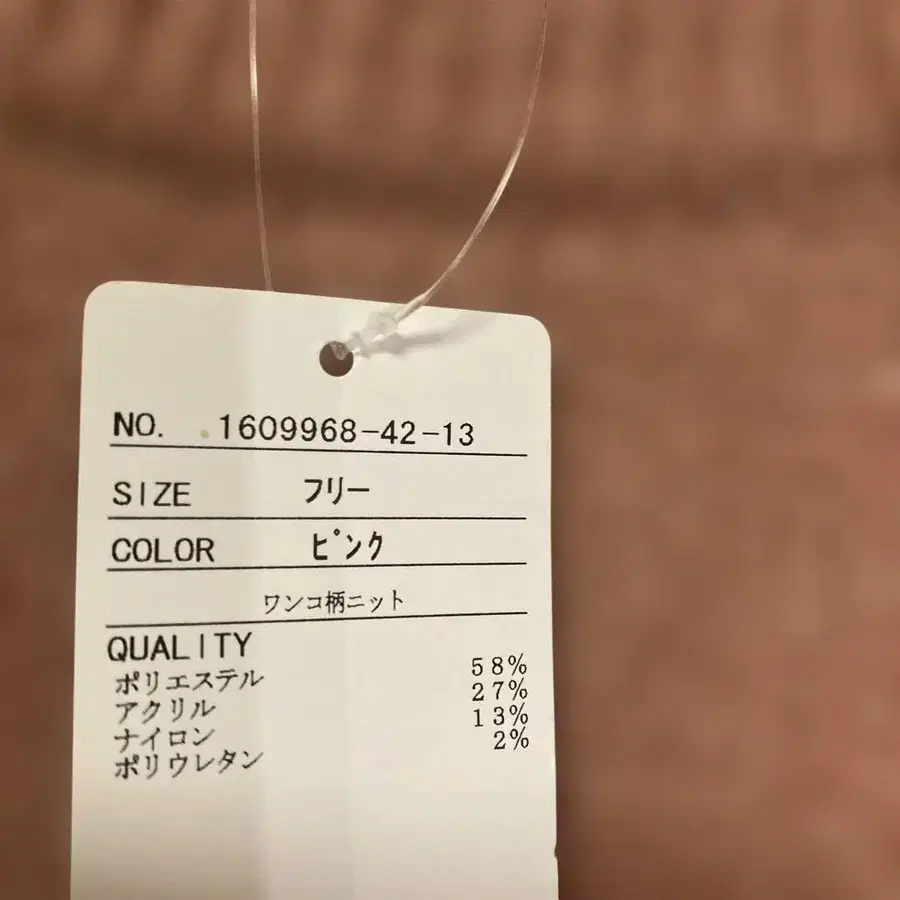 NO. 1609968-42-13
SIZE フリー
COLOR ピンク
ワンコ柄ニット
QUALITY
ポリエステル 58%
アクリル 27%
ナイロン 13%
ポリウレタン 2%